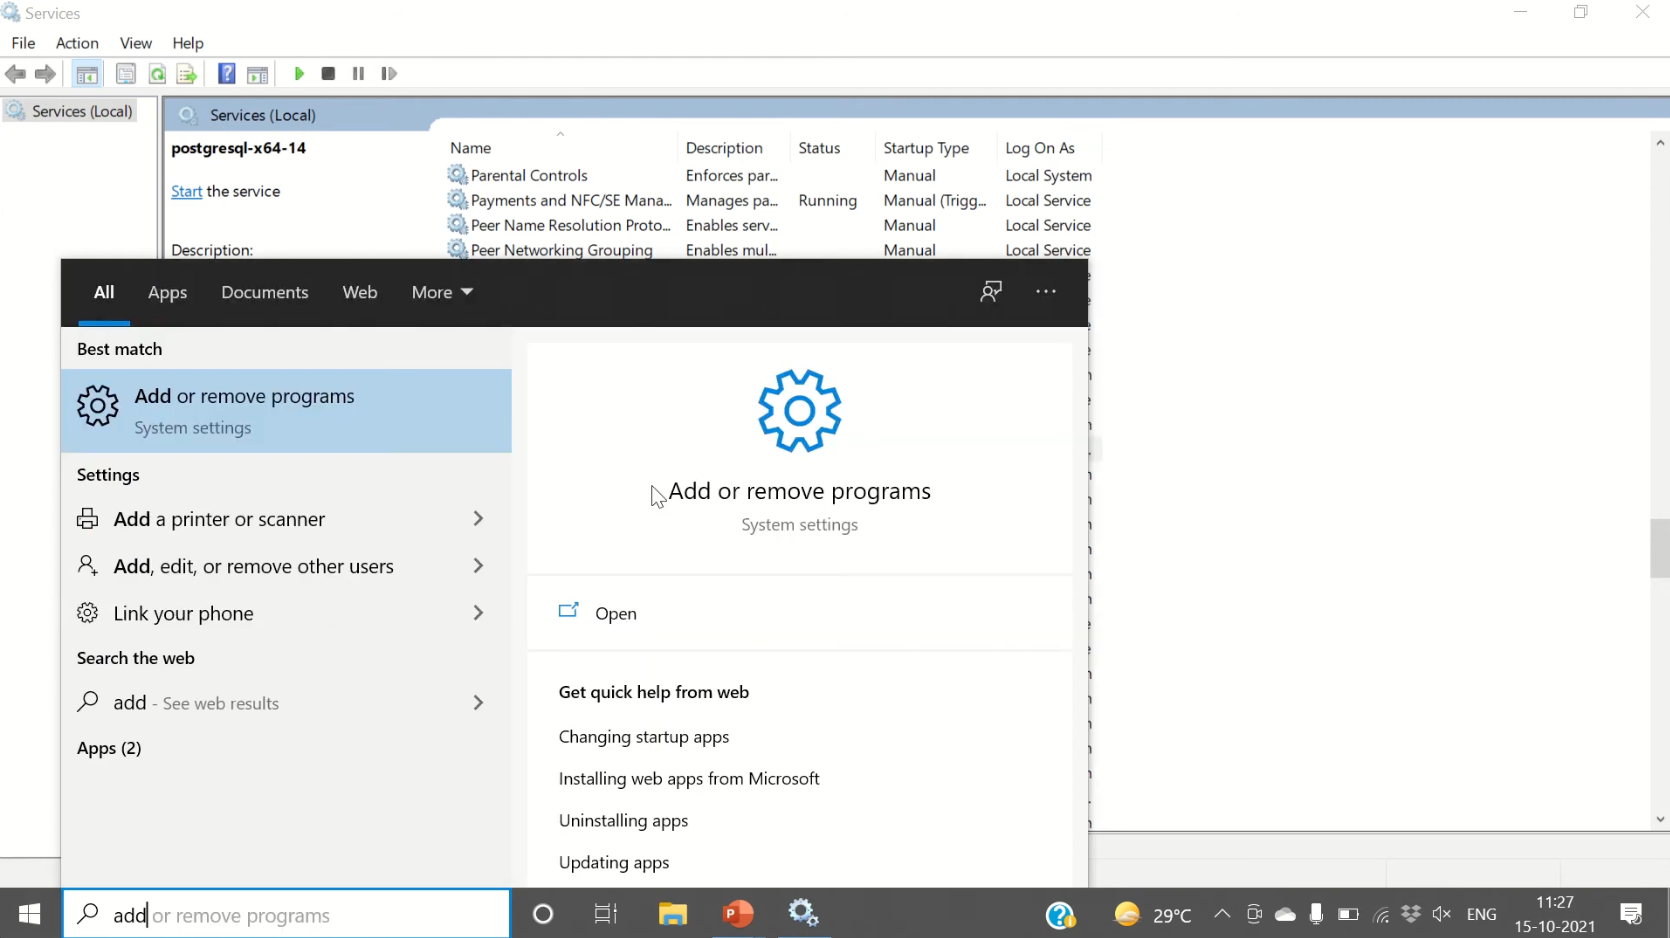 Services
File Action View Help
Services (Local)
Services (Local)
postgresql-x64-14
Start the service
Description:
Name Description Status Startup Type Log On As
Parental Controls Enforces par... Manual Local System
Payments and NFC/SE Mana... Manages pa... Running Manual (Trigg... Local Service
Peer Name Resolution Proto... Enables serv... Manual Local Service
Peer Networking Grouping Enables mul... Manual Local Service
All Apps Documents Web More
Best match
Add or remove programs
System settings
Settings
Add a printer or scanner
Add, edit, or remove other users
Link your phone
Search the web
add - See web results
Apps (2)
Add or remove programs
System settings
Open
Get quick help from web
Changing startup apps
Installing web apps from Microsoft
Uninstalling apps
Updating apps
add or remove programs
29°C
ENG
11:27
15-10-2021